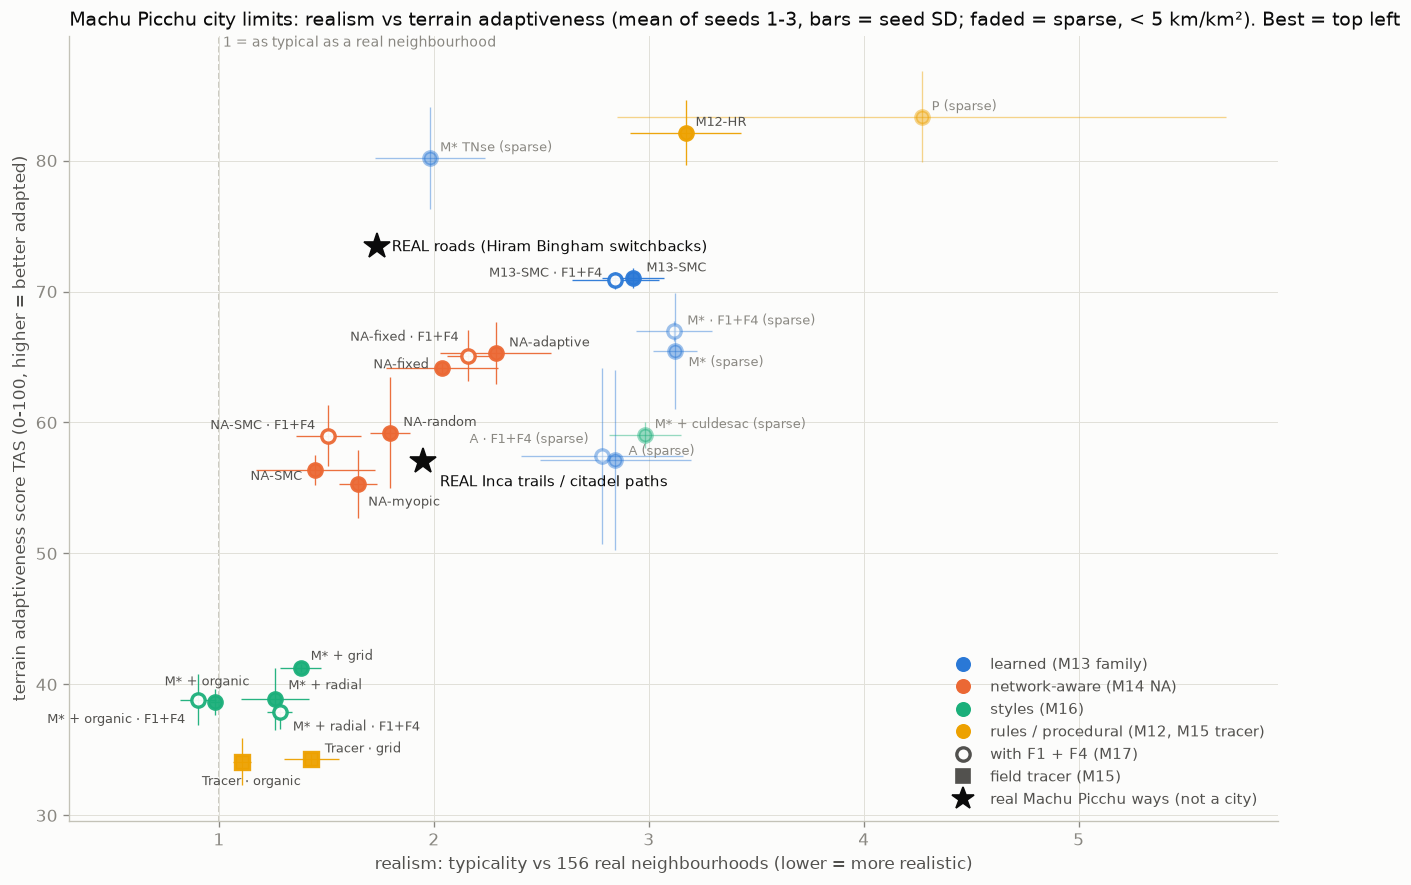 Machu Picchu city limits: realism vs terrain adaptiveness (mean of seeds 1-3, bars = seed SD; faded = sparse, < 5 km/km²). Best = top left
1 = as typical as a real neighbourhood
P (sparse)
M12-HR
M* TNse (sparse)
80
REAL roads (Hiram Bingham switchbacks)
M13-SMC · F1+F4
M13-SMC
70
M* · F1+F4 (sparse)
NA-fixed · F1+F4
NA-adaptive
M* (sparse)
NA-fixed
NA-SMC · F1+F4
NA-random
M* + culdesac (sparse)
60
A · F1+F4 (sparse)
A (sparse)
NA-SMC
REAL Inca trails / citadel paths
NA-myopic
50
terrain adaptiveness score TAS (0-100, higher = better adapted)
M* + grid
M* + organic
M* + radial
40
M* + organic · F1+F4
M* + radial · F1+F4
Tracer · grid
Tracer · organic
30
learned (M13 family)
network-aware (M14 NA)
styles (M16)
rules / procedural (M12, M15 tracer)
with F1 + F4 (M17)
field tracer (M15)
real Machu Picchu ways (not a city)
1 2 3 4 5
realism: typicality vs 156 real neighbourhoods (lower = more realistic)